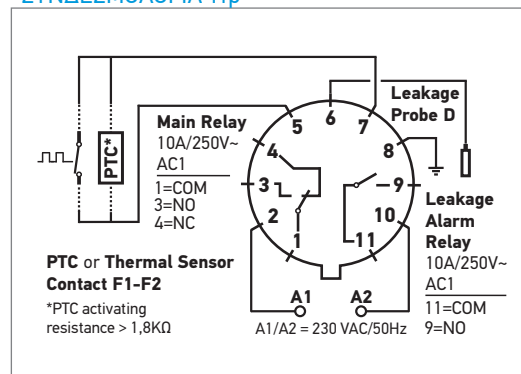 Main Relay
10A/250V~
AC1
1=COM
3=NO
4=NC
PTC*
PTC or Thermal Sensor
Contact F1-F2
*PTC activating
resistance > 1,8KΩ
5
6
7
4
8
3
9
2
10
1
11
Leakage
Probe D
Leakage
Alarm
Relay
10A/250V~
AC1
11=COM
9=NO
A1
A2
A1/A2 = 230 VAC/50Hz